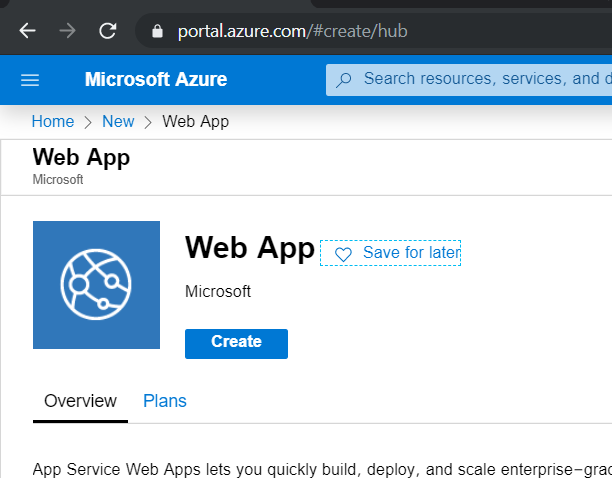 portal.azure.com/#create/hub
Microsoft Azure
Search resources, services, and
Home > New > Web App
Web App
Microsoft
Web App
Save for later
Microsoft
Create
Overview Plans
App Service Web Apps lets you quickly build, deploy, and scale